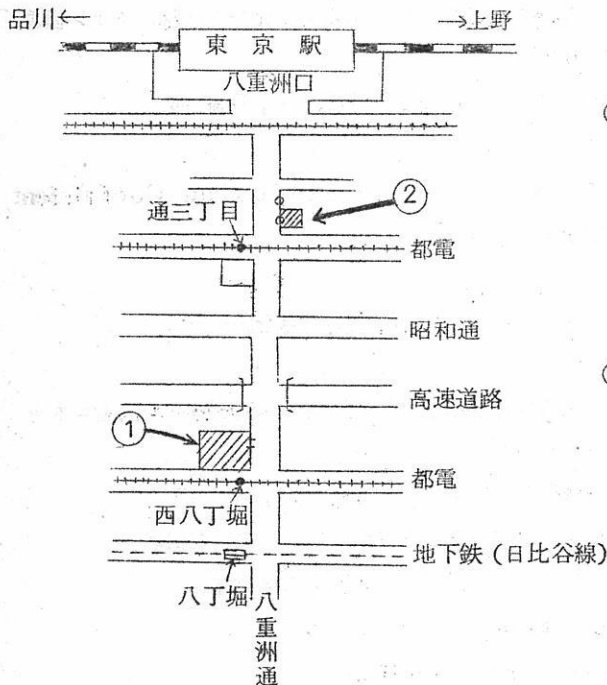 品川← →上野
東京駅
八重洲口
②
通三丁目
都電
昭和通
高速道路
①
都電
西八丁堀
地下鉄(日比谷線)
八丁堀
八重洲通